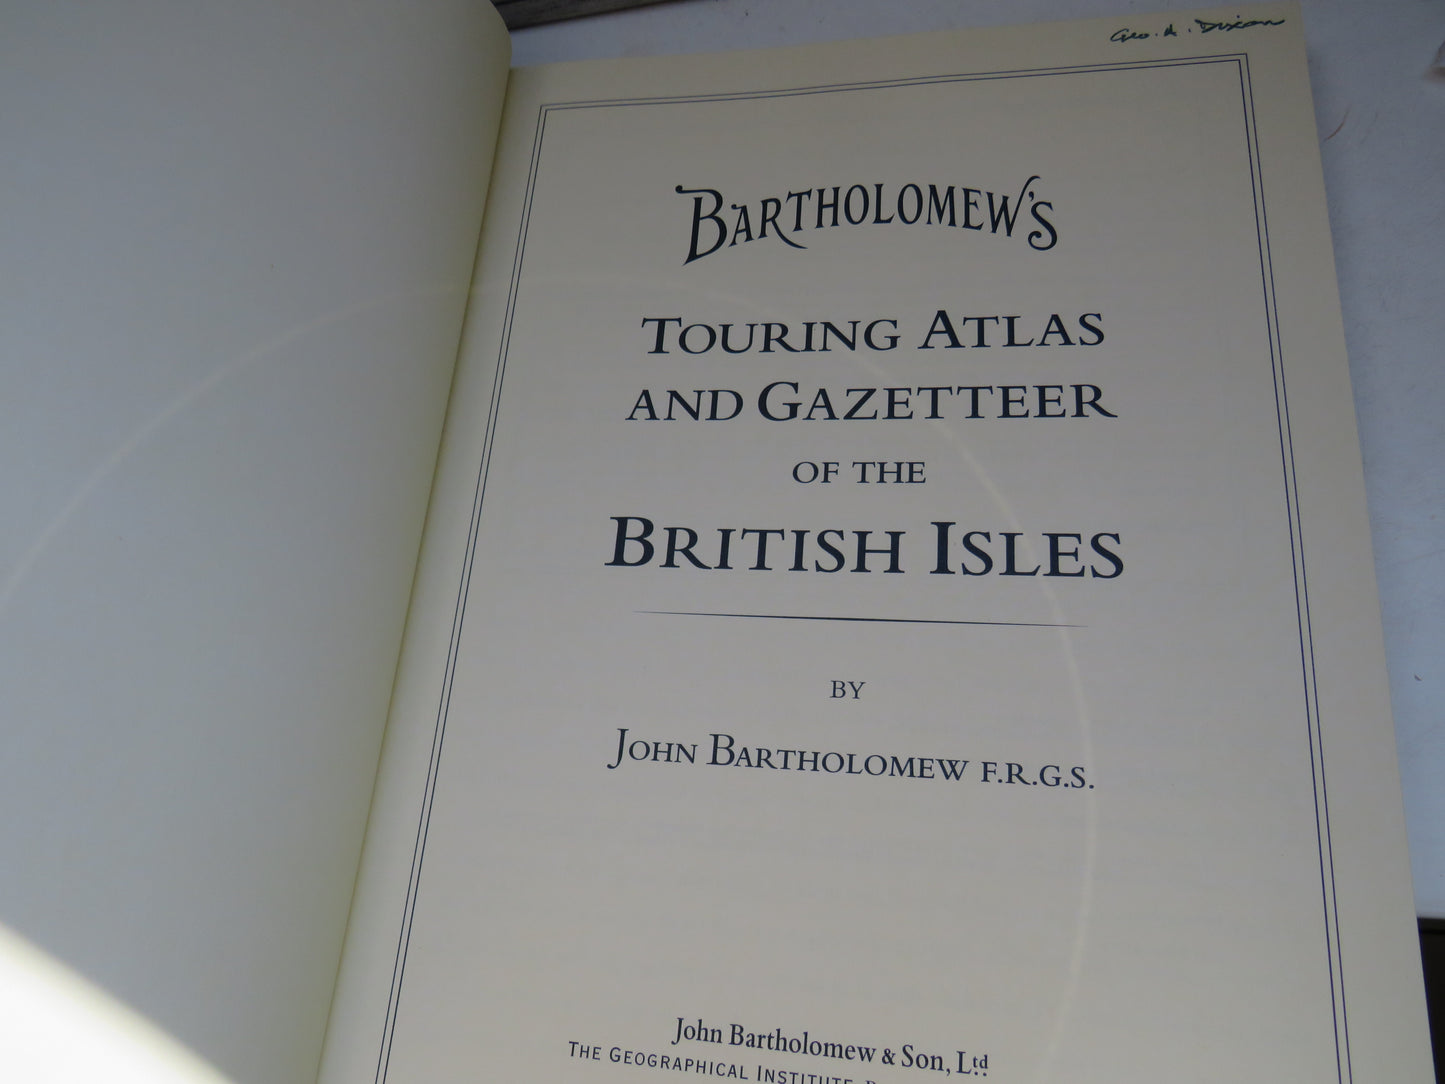 Geo. A. Dixon
BARTHOLOMEW'S
TOURING ATLAS
AND GAZETTEER
OF THE
BRITISH ISLES
BY
JOHN BARTHOLOMEW F.R.G.S.
John Bartholomew & Son, Ltd
THE GEOGRAPHICAL INSTITUTE